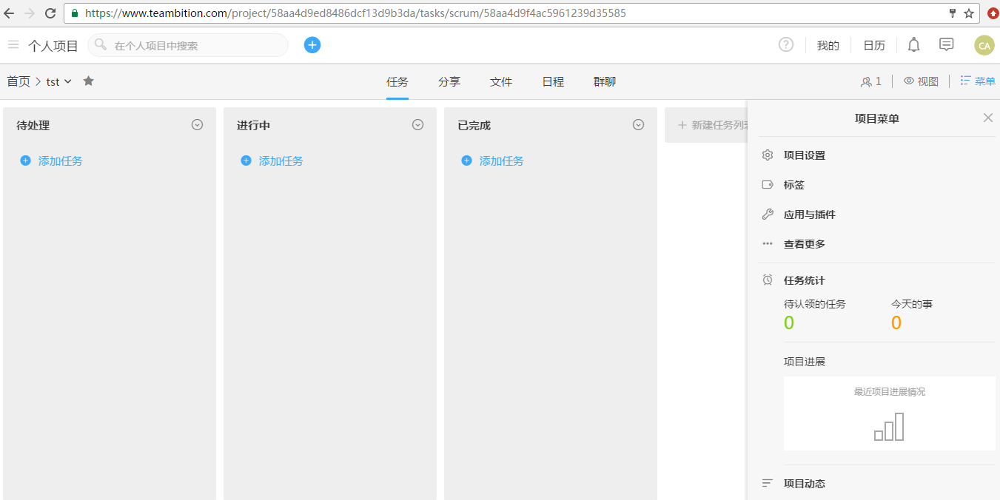 https://www.teambition.com/project/58aa4d9ed8486dcf13d9b3da/tasks/scrum/58aa4d9f4ac5961239d35585
个人项目 在个人项目中搜索 我的 日历 CA
首页 tst 任务 分享 文件 日程 群聊 1 视图 菜单
待处理 进行中 已完成 新建任务列表
添加任务 添加任务 添加任务
项目菜单
项目设置
标签
应用与插件
查看更多
任务统计
待认领的任务 今天的事
0 0
项目进展
最近项目进展情况
项目动态